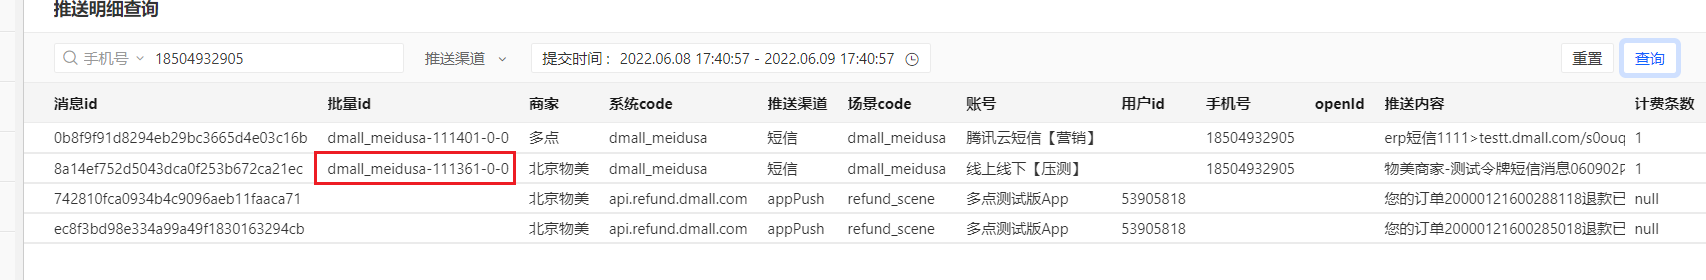 推送明细查询
手机号 18504932905 推送渠道 提交时间： 2022.06.08 17:40:57 - 2022.06.09 17:40:57 重置 查询
消息id 批量id 商家 系统code 推送渠道 场景code 账号 用户id 手机号 openId 推送内容 计费条数
0b8f9f91d8294eb29bc3665d4e03c16b dmall_meidusa-111401-0-0 多点 dmall_meidusa 短信 dmall_meidusa 腾讯云短信【营销】 18504932905 erp短信1111>testt.dmall.com/s0ouq 1
8a14ef752d5043dca0f253b672ca21ec dmall_meidusa-111361-0-0 北京物美 dmall_meidusa 短信 dmall_meidusa 线上线下【压测】 18504932905 物美商家-测试令牌短信消息060902 1
742810fca0934b4c9096aeb11faaca71 北京物美 api.refund.dmall.com appPush refund_scene 多点测试版App 53905818 您的订单20000121600288118退款已 null
ec8f3bd98e334a99a49f1830163294cb 北京物美 api.refund.dmall.com appPush refund_scene 多点测试版App 53905818 您的订单20000121600285018退款已 null